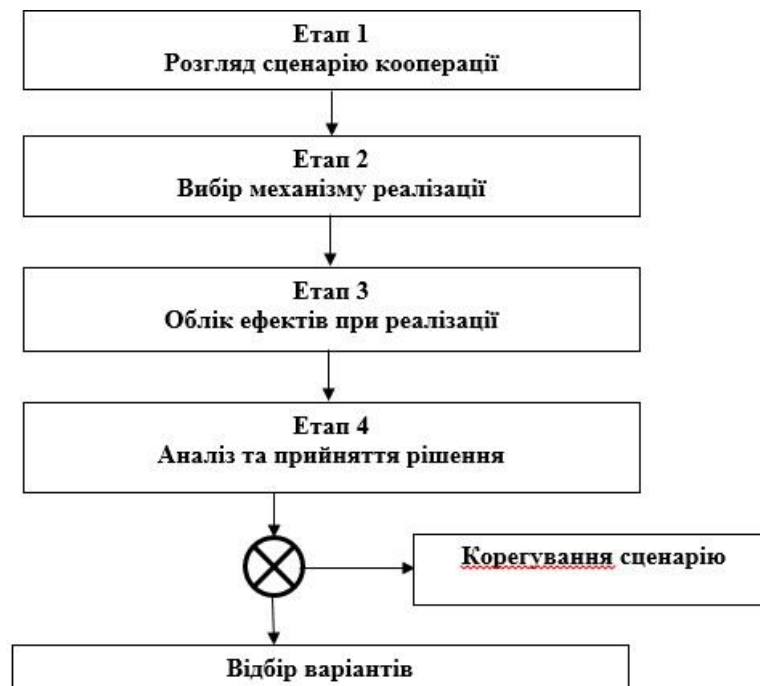 Етап 1
Розгляд сценарію кооперації
Етап 2
Вибір механізму реалізації
Етап 3
Облік ефектів при реалізації
Етап 4
Аналіз та прийняття рішення
Корегування сценарію
Відбір варіантів